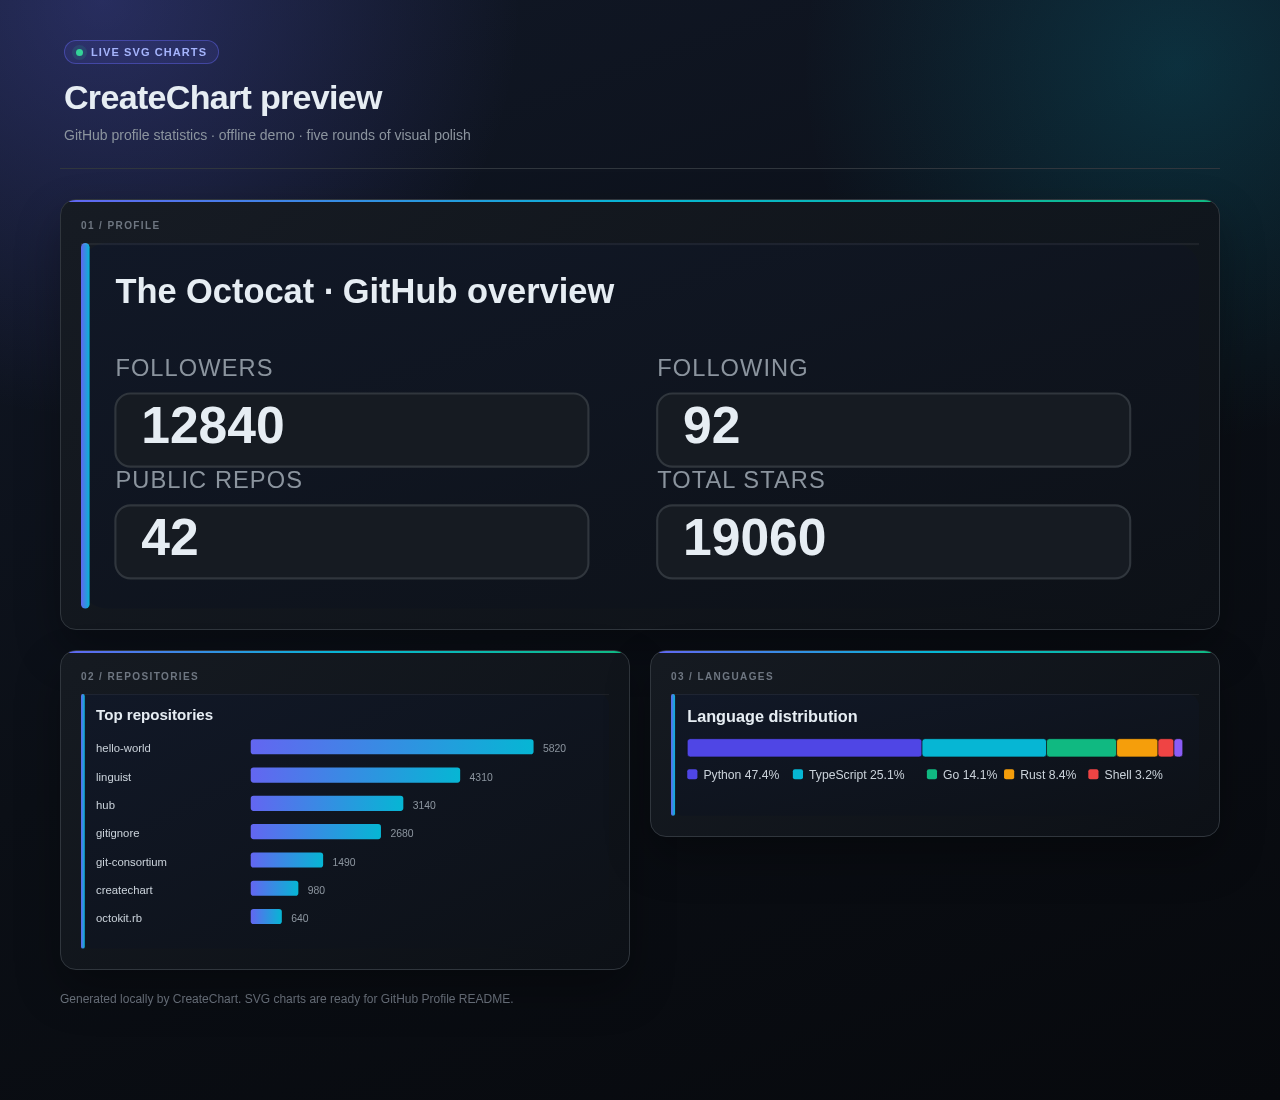 LIVE SVG CHARTS
CreateChart preview
GitHub profile statistics · offline demo · five rounds of visual polish
01 / PROFILE
The Octocat · GitHub overview
FOLLOWERS
12840
FOLLOWING
92
PUBLIC REPOS
42
TOTAL STARS
19060
02 / REPOSITORIES
Top repositories
hello-world 5820
linguist 4310
hub 3140
gitignore 2680
git-consortium 1490
createchart 980
octokit.rb 640
03 / LANGUAGES
Language distribution
Python 47.4% TypeScript 25.1% Go 14.1% Rust 8.4% Shell 3.2%
Generated locally by CreateChart. SVG charts are ready for GitHub Profile README.